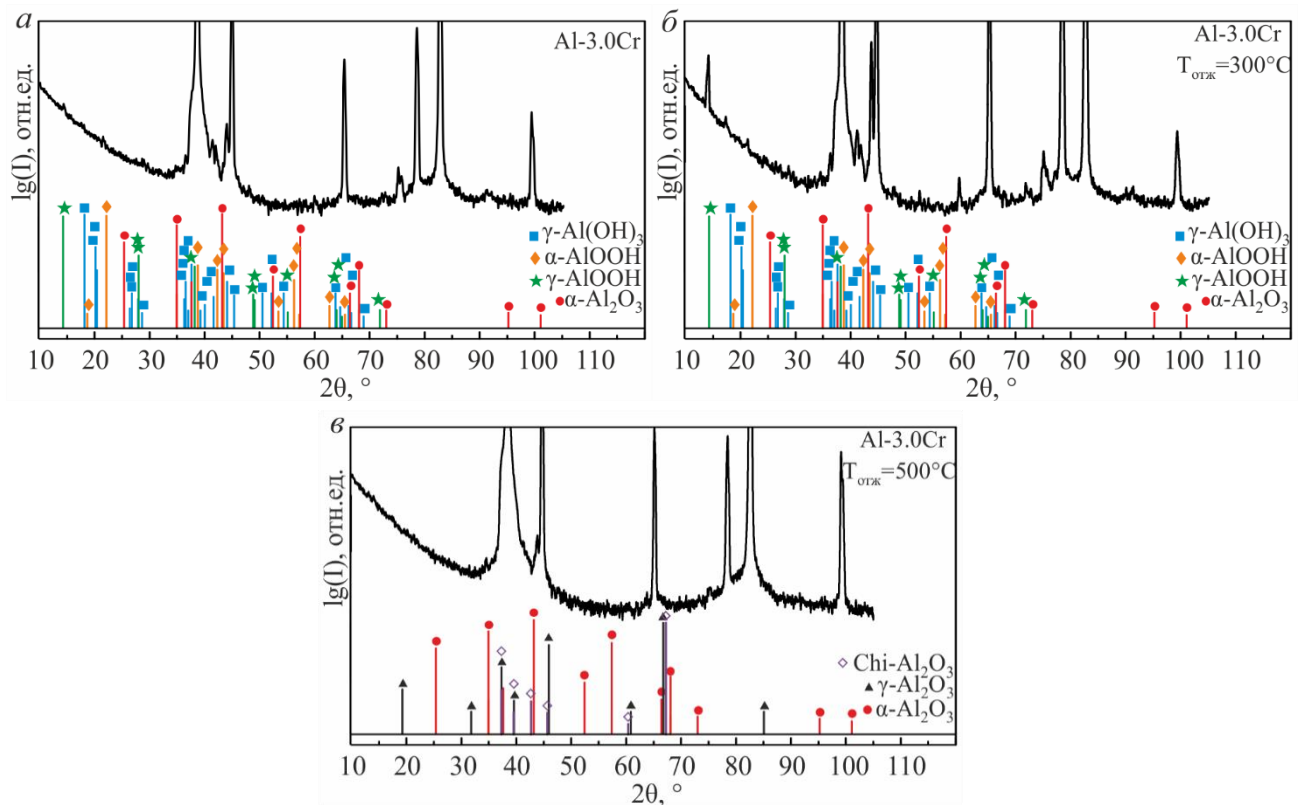 а
Al-3.0Cr
lg(I), отн.ед.
γ-Al(OH)₃
α-AlOOH
γ-AlOOH
α-Al₂O₃
10 20 30 40 50 60 70 80 90 100 110
2θ, °
б
Al-3.0Cr
Tотж=300°C
lg(I), отн.ед.
γ-Al(OH)₃
α-AlOOH
γ-AlOOH
α-Al₂O₃
10 20 30 40 50 60 70 80 90 100 110
2θ, °
в
Al-3.0Cr
Tотж=500°C
lg(I), отн.ед.
Chi-Al₂O₃
γ-Al₂O₃
α-Al₂O₃
10 20 30 40 50 60 70 80 90 100 110
2θ, °